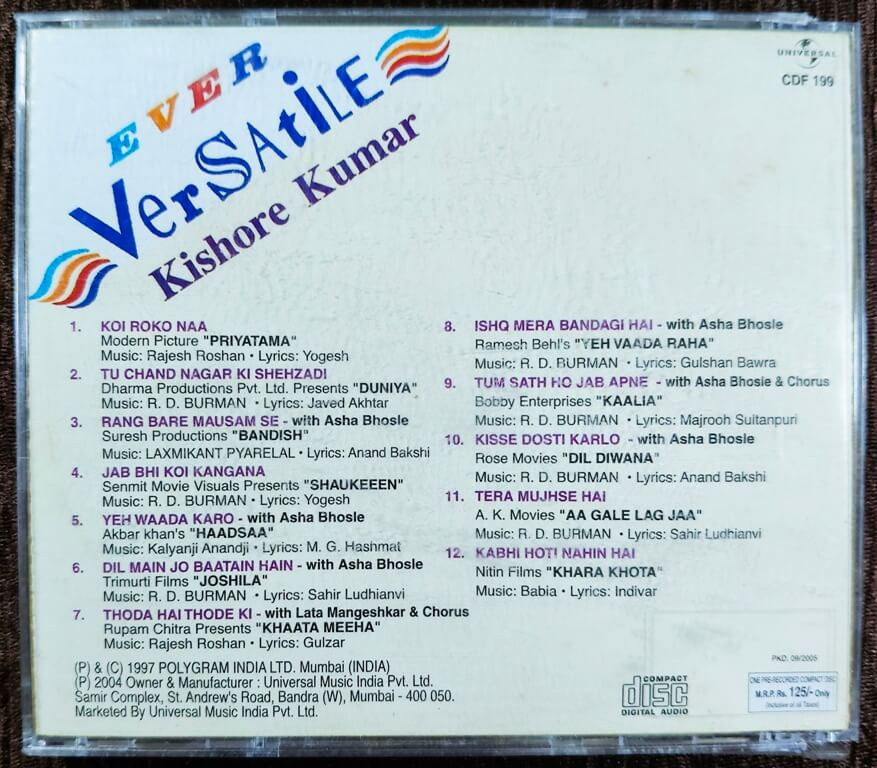 EVER
VerSAtiLE
Kishore Kumar
UNIVERSAL
CDF 199
1. KOI ROKO NAA
Modern Picture "PRIYATAMA"
Music: Rajesh Roshan • Lyrics: Yogesh
2. TU CHAND NAGAR KI SHEHZADI
Dharma Productions Pvt. Ltd. Presents "DUNIYA"
Music: R. D. BURMAN • Lyrics: Javed Akhtar
3. RANG BARE MAUSAM SE - with Asha Bhosle
Suresh Productions "BANDISH"
Music: LAXMIKANT PYARELAL • Lyrics: Anand Bakshi
4. JAB BHI KOI KANGANA
Senmit Movie Visuals Presents "SHAUKEEEN"
Music: R. D. BURMAN • Lyrics: Yogesh
5. YEH WAADA KARO - with Asha Bhosle
Akbar khan's "HAADSAA"
Music: Kalyanji Anandji • Lyrics: M. G. Hashmat
6. DIL MAIN JO BAATAIN HAIN - with Asha Bhosle
Trimurti Films "JOSHILA"
Music: R. D. BURMAN • Lyrics: Sahir Ludhianvi
7. THODA HAI THODE KI - with Lata Mangeshkar & Chorus
Rupam Chitra Presents "KHAATA MEEHA"
Music: Rajesh Roshan • Lyrics: Gulzar
8. ISHQ MERA BANDAGI HAI - with Asha Bhosle
Ramesh Behl's "YEH VAADA RAHA"
Music: R. D. BURMAN • Lyrics: Gulshan Bawra
9. TUM SATH HO JAB APNE - with Asha Bhosle & Chorus
Bobby Enterprises "KAALIA"
Music: R. D. BURMAN • Lyrics: Majrooh Sultanpuri
10. KISSE DOSTI KARLO - with Asha Bhosle
Rose Movies "DIL DIWANA"
Music: R. D. BURMAN • Lyrics: Anand Bakshi
11. TERA MUJHSE HAI
A. K. Movies "AA GALE LAG JAA"
Music: R. D. BURMAN • Lyrics: Sahir Ludhianvi
12. KABHI HOTI NAHIN HAI
Nitin Films "KHARA KHOTA"
Music: Babla • Lyrics: Indivar
(P) & (C) 1997 POLYGRAM INDIA LTD. Mumbai (INDIA)
(P) 2004 Owner & Manufacturer : Universal Music India Pvt. Ltd.
Samir Complex, St. Andrew's Road, Bandra (W), Mumbai - 400 050.
Marketed By Universal Music India Pvt. Ltd.
COMPACT
disc
DIGITAL AUDIO
PKD. 09/2005
ONE PRE-RECORDED COMPACT DISC
M.R.P. Rs. 125/- Only
(Inclusive of all Taxes)